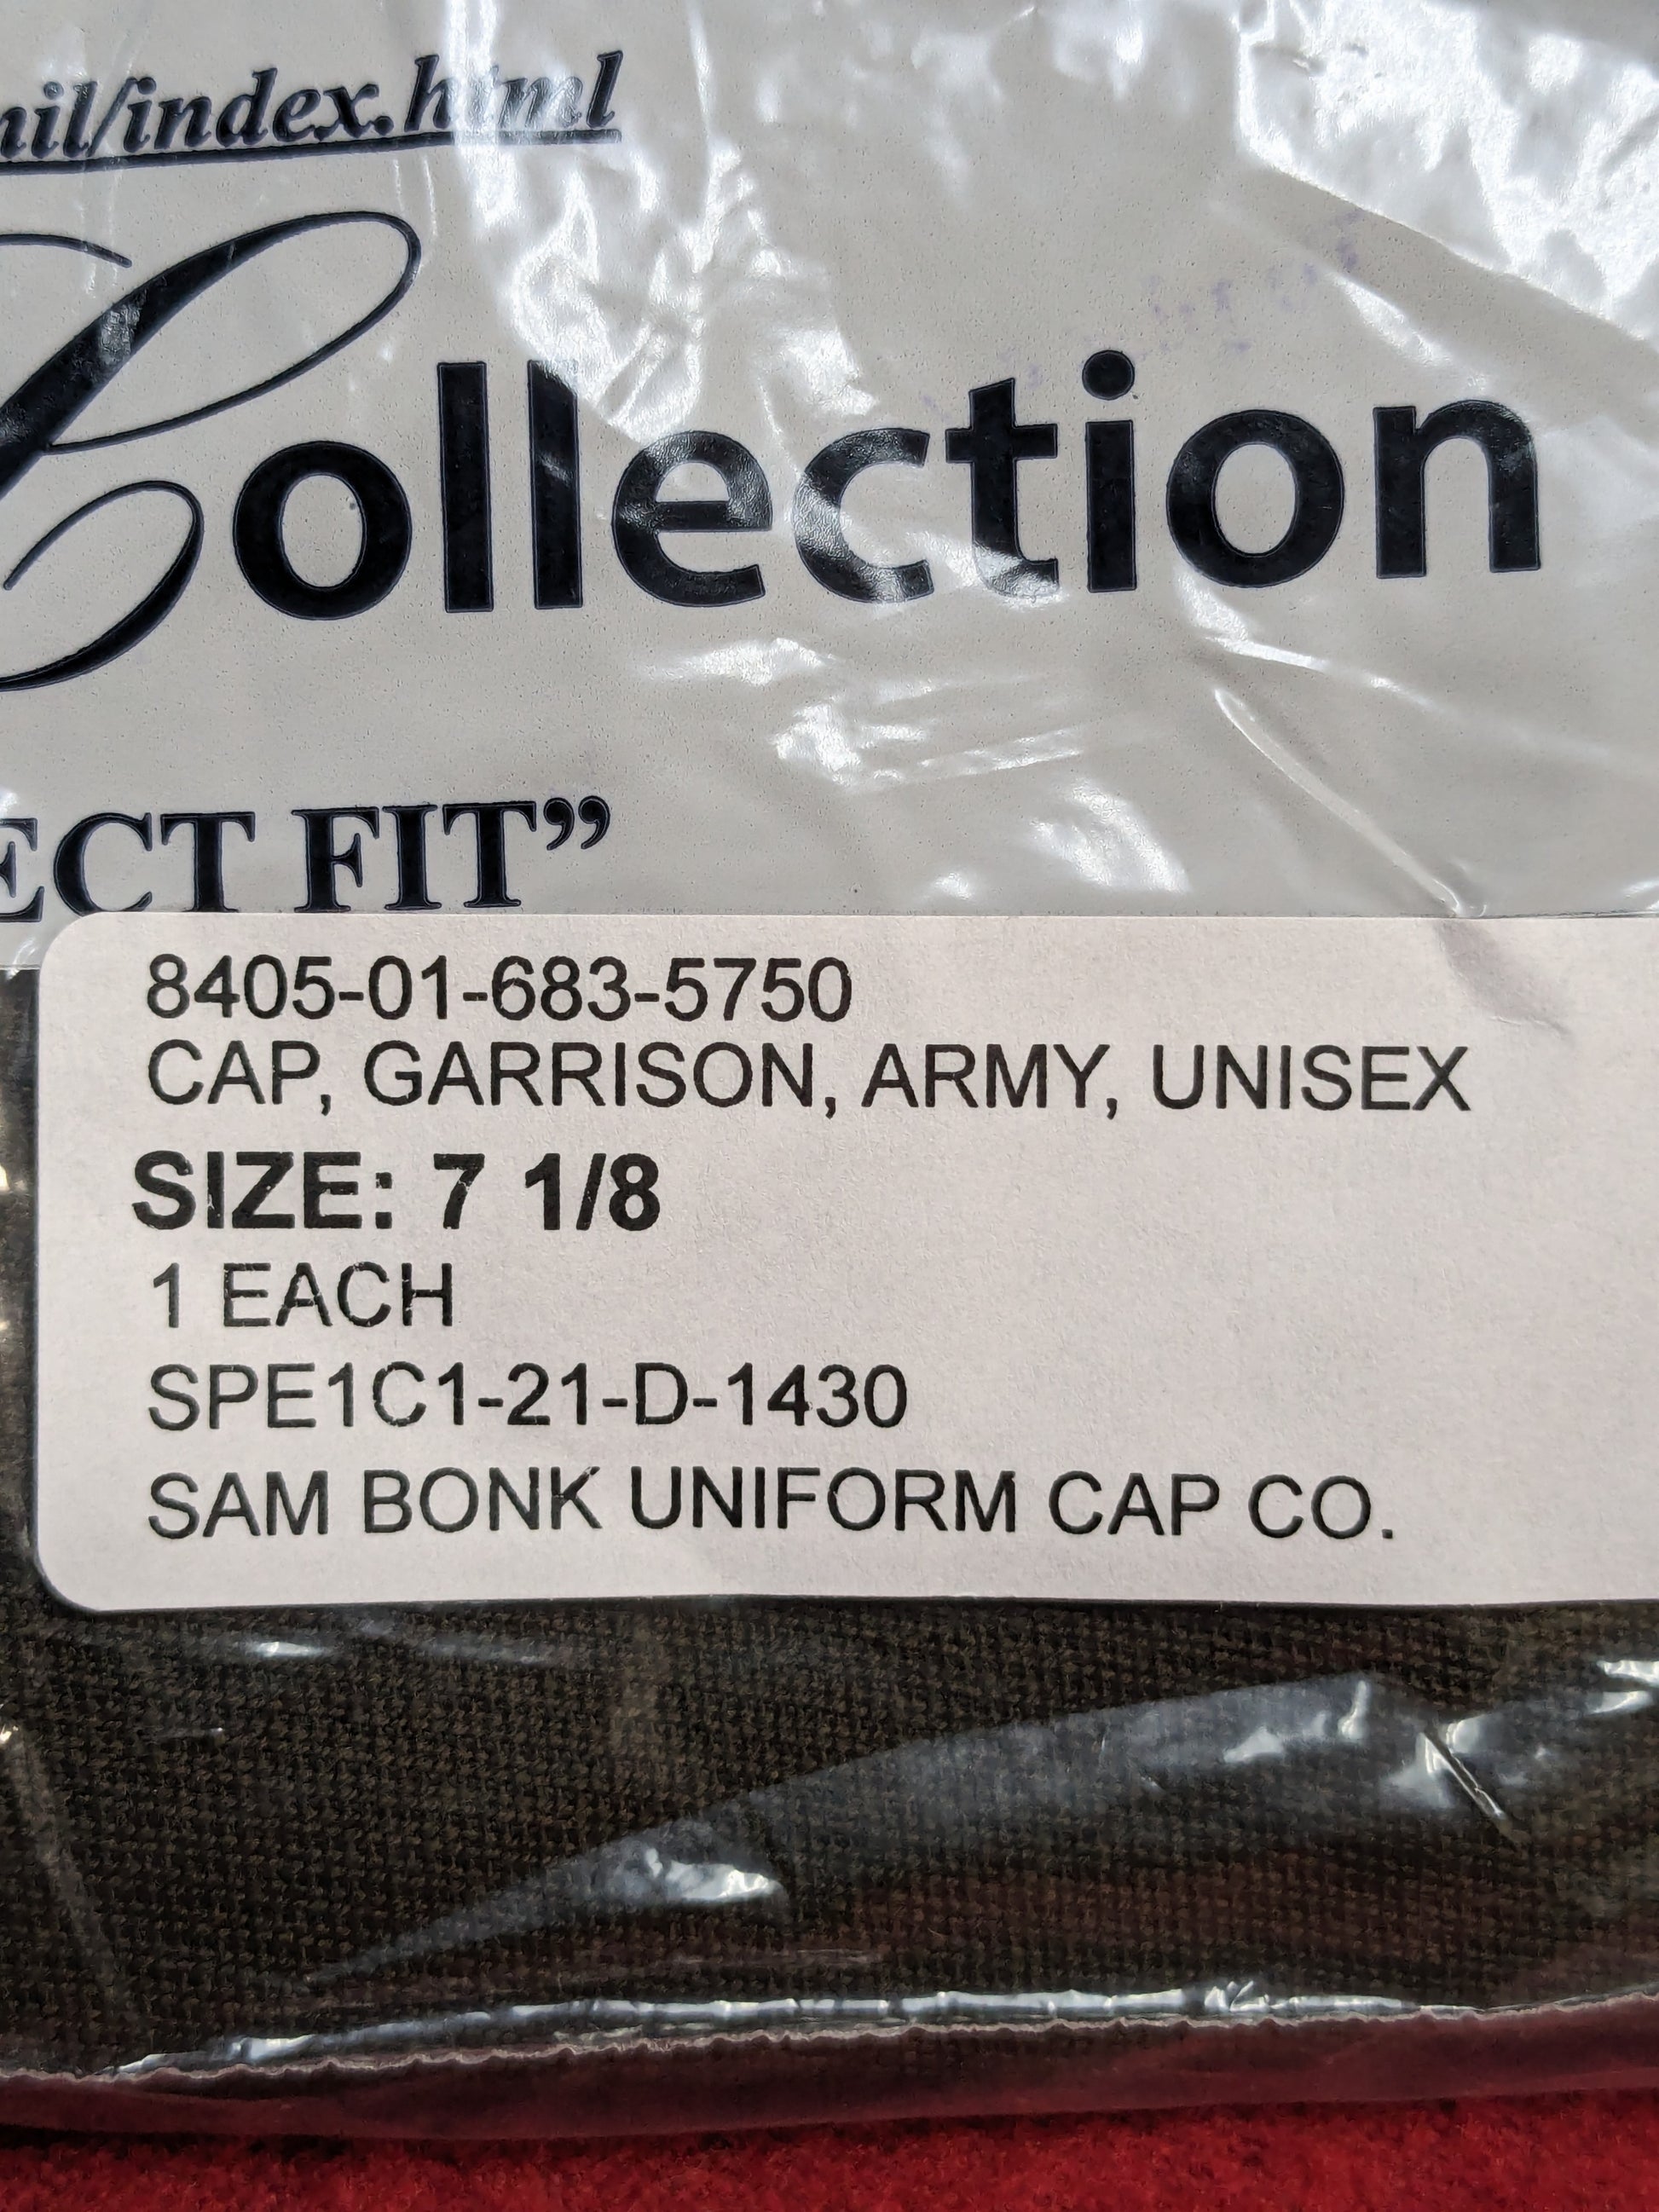 mil/index.html
Collection
ECT FIT”
8405-01-683-5750
CAP, GARRISON, ARMY, UNISEX
SIZE: 7 1/8
1 EACH
SPE1C1-21-D-1430
SAM BONK UNIFORM CAP CO.